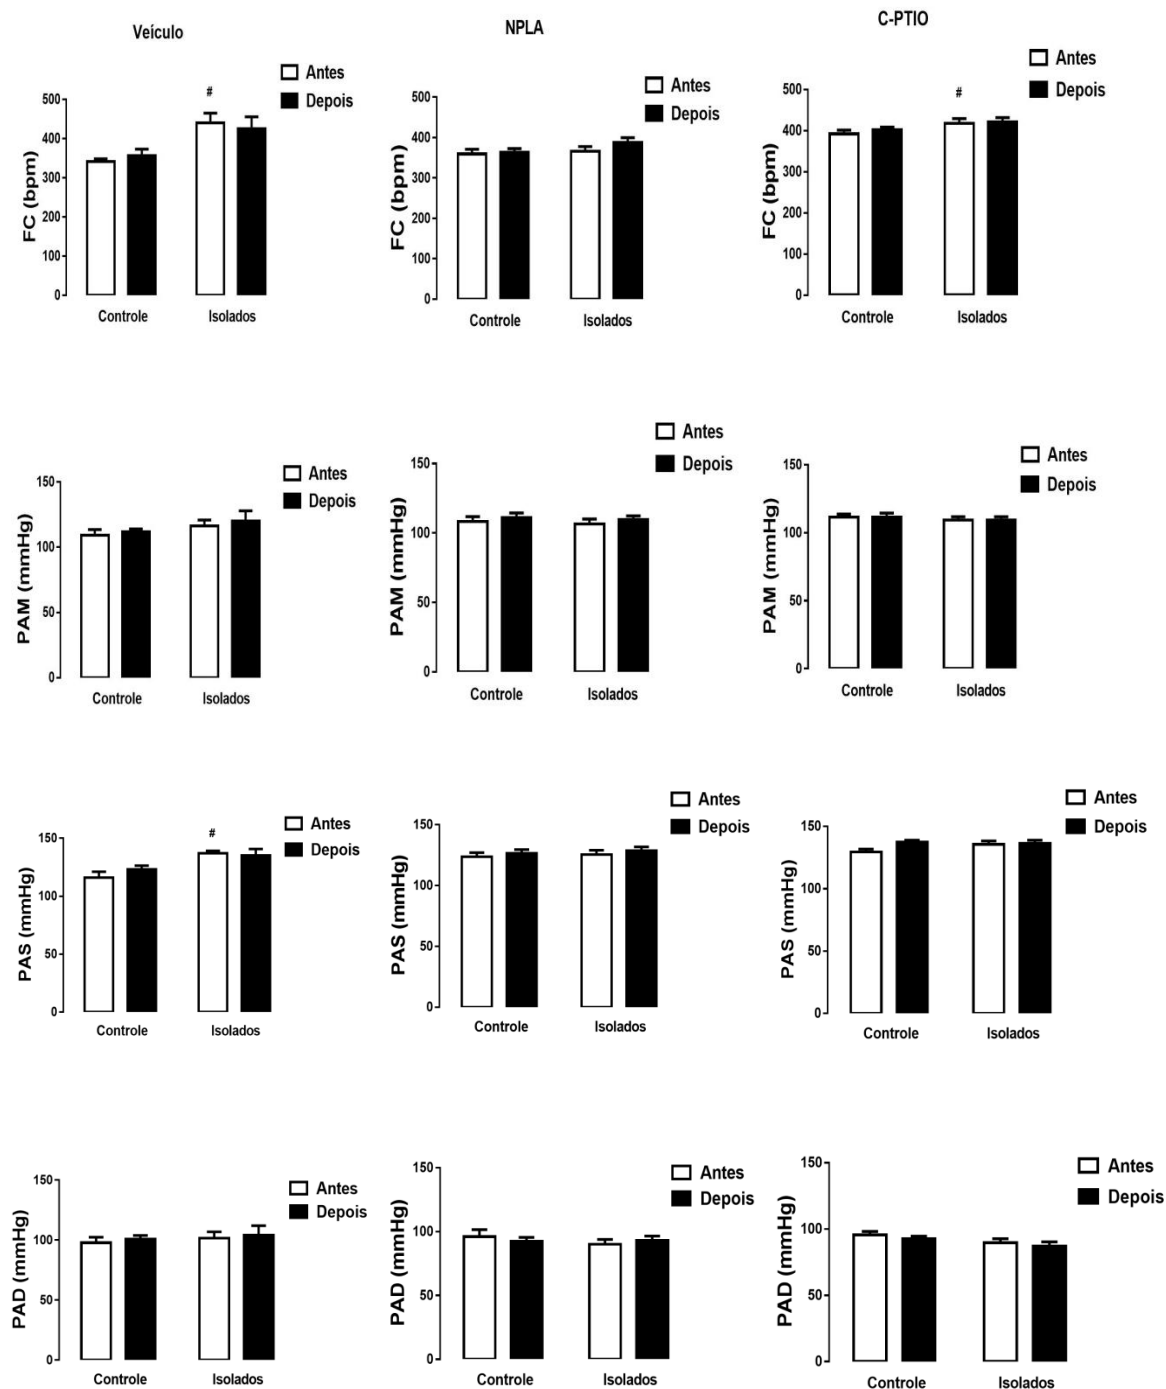 Veículo
NPLA
C-PTIO
Antes
Depois
#
FC (bpm)
500
400
300
200
100
0
Controle
Isolados
Antes
Depois
FC (bpm)
500
400
300
200
100
0
Controle
Isolados
Antes
Depois
#
FC (bpm)
500
400
300
200
100
0
Controle
Isolados
Antes
Depois
PAM (mmHg)
150
100
50
0
Controle
Isolados
Antes
Depois
PAM (mmHg)
150
100
50
0
Controle
Isolados
Antes
Depois
PAM (mmHg)
150
100
50
0
Controle
Isolados
Antes
Depois
#
PAS (mmHg)
150
100
50
0
Controle
Isolados
Antes
Depois
PAS (mmHg)
150
100
50
0
Controle
Isolados
Antes
Depois
PAS (mmHg)
150
100
50
0
Controle
Isolados
Antes
Depois
PAD (mmHg)
150
100
50
0
Controle
Isolados
Antes
Depois
PAD (mmHg)
150
100
50
0
Controle
Isolados
Antes
Depois
PAD (mmHg)
150
100
50
0
Controle
Isolados